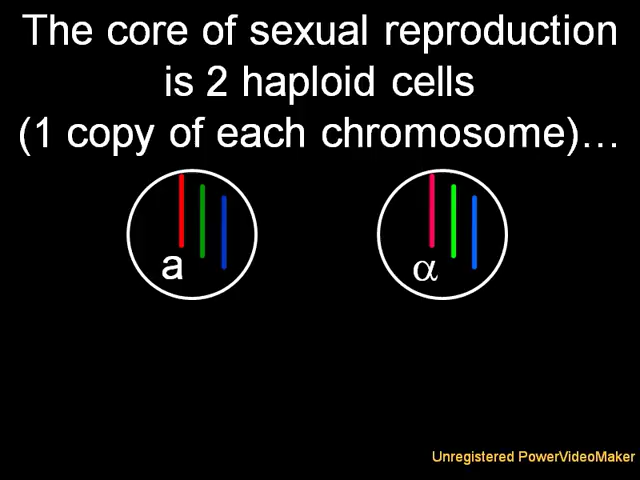 The core of sexual reproduction
is 2 haploid cells
(1 copy of each chromosome)…
a α
Unregistered PowerVideoMaker